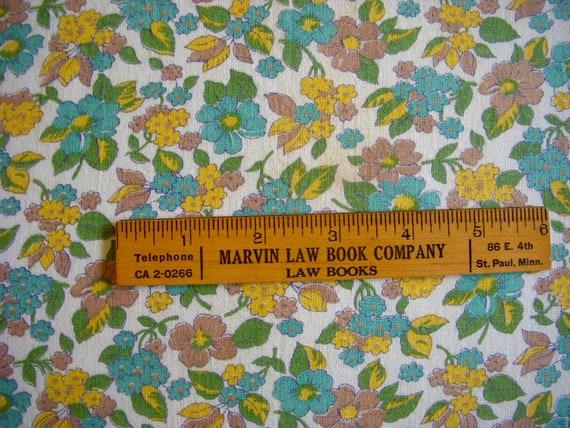 1 2 3 4 5 6
Telephone
CA 2-0266
MARVIN LAW BOOK COMPANY
LAW BOOKS
86 E. 4th
St. Paul, Minn.